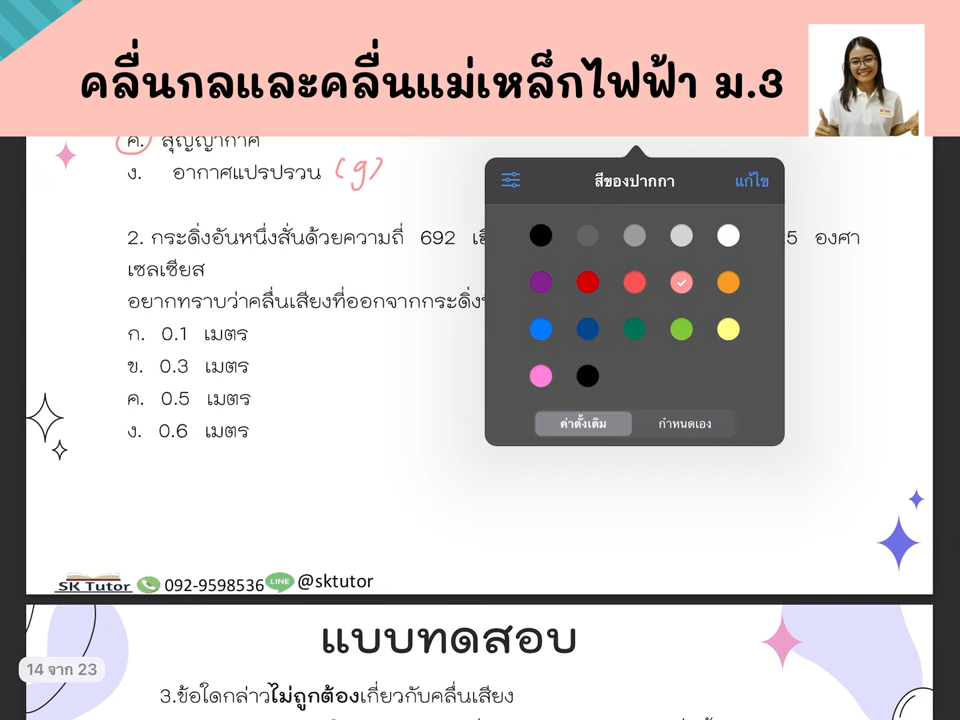 คลื่นกลและคลื่นแม่เหล็กไฟฟ้า ม.3
ค. สุญญากาศ
ง. อากาศแปรปรวน (g)
2. กระดิ่งอันหนึ่งสั่นด้วยความถี่ 692 5 องศา
เซลเซียส
อยากทราบว่าคลื่นเสียงที่ออกจากกระดิ่ง
ก. 0.1 เมตร
ข. 0.3 เมตร
ค. 0.5 เมตร
ง. 0.6 เมตร
สีของปากกา
แก้ไข
ค่าดั้งเดิม
กำหนดเอง
SK Tutor 092-9598536 LINE @sktutor
แบบทดสอบ
14 จาก 23
3.ข้อใดกล่าวไม่ถูกต้องเกี่ยวกับคลื่นเสียง